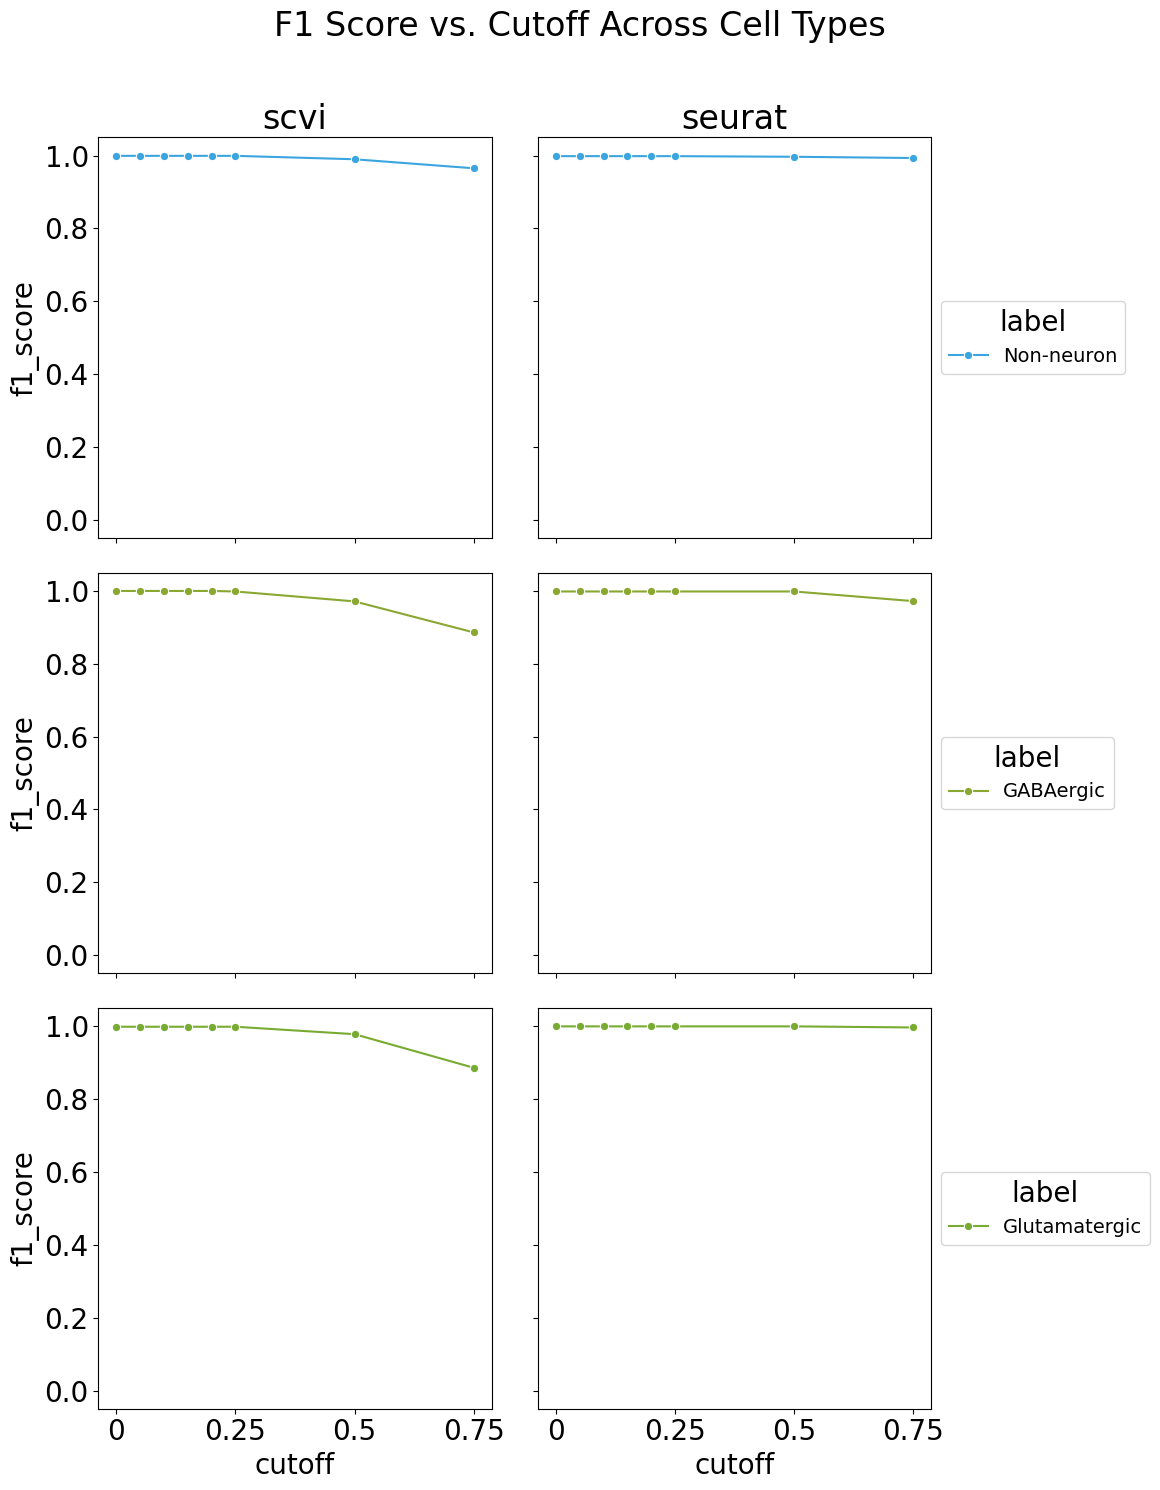 F1 Score vs. Cutoff Across Cell Types
scvi
seurat
1.0
0.8
0.6
0.4
0.2
0.0
f1_score
label
Non-neuron
1.0
0.8
0.6
0.4
0.2
0.0
f1_score
label
GABAergic
1.0
0.8
0.6
0.4
0.2
0.0
f1_score
label
Glutamatergic
0 0.25 0.5 0.75
cutoff
0 0.25 0.5 0.75
cutoff